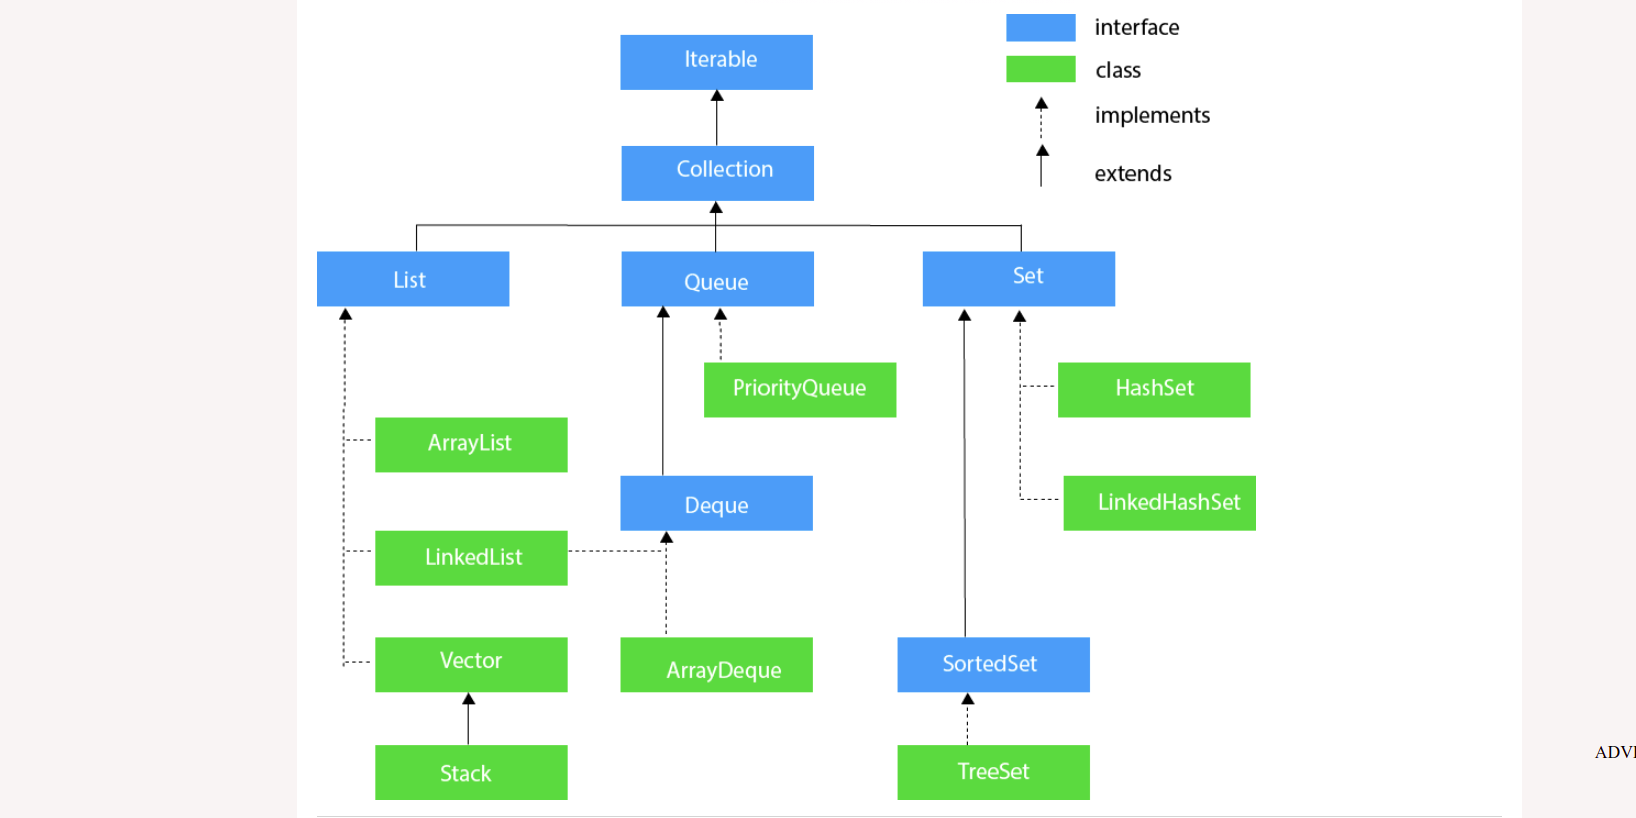 interface
class
implements
extends
Iterable
Collection
List
Queue
Set
PriorityQueue
HashSet
ArrayList
Deque
LinkedHashSet
LinkedList
Vector
ArrayDeque
SortedSet
Stack
TreeSet